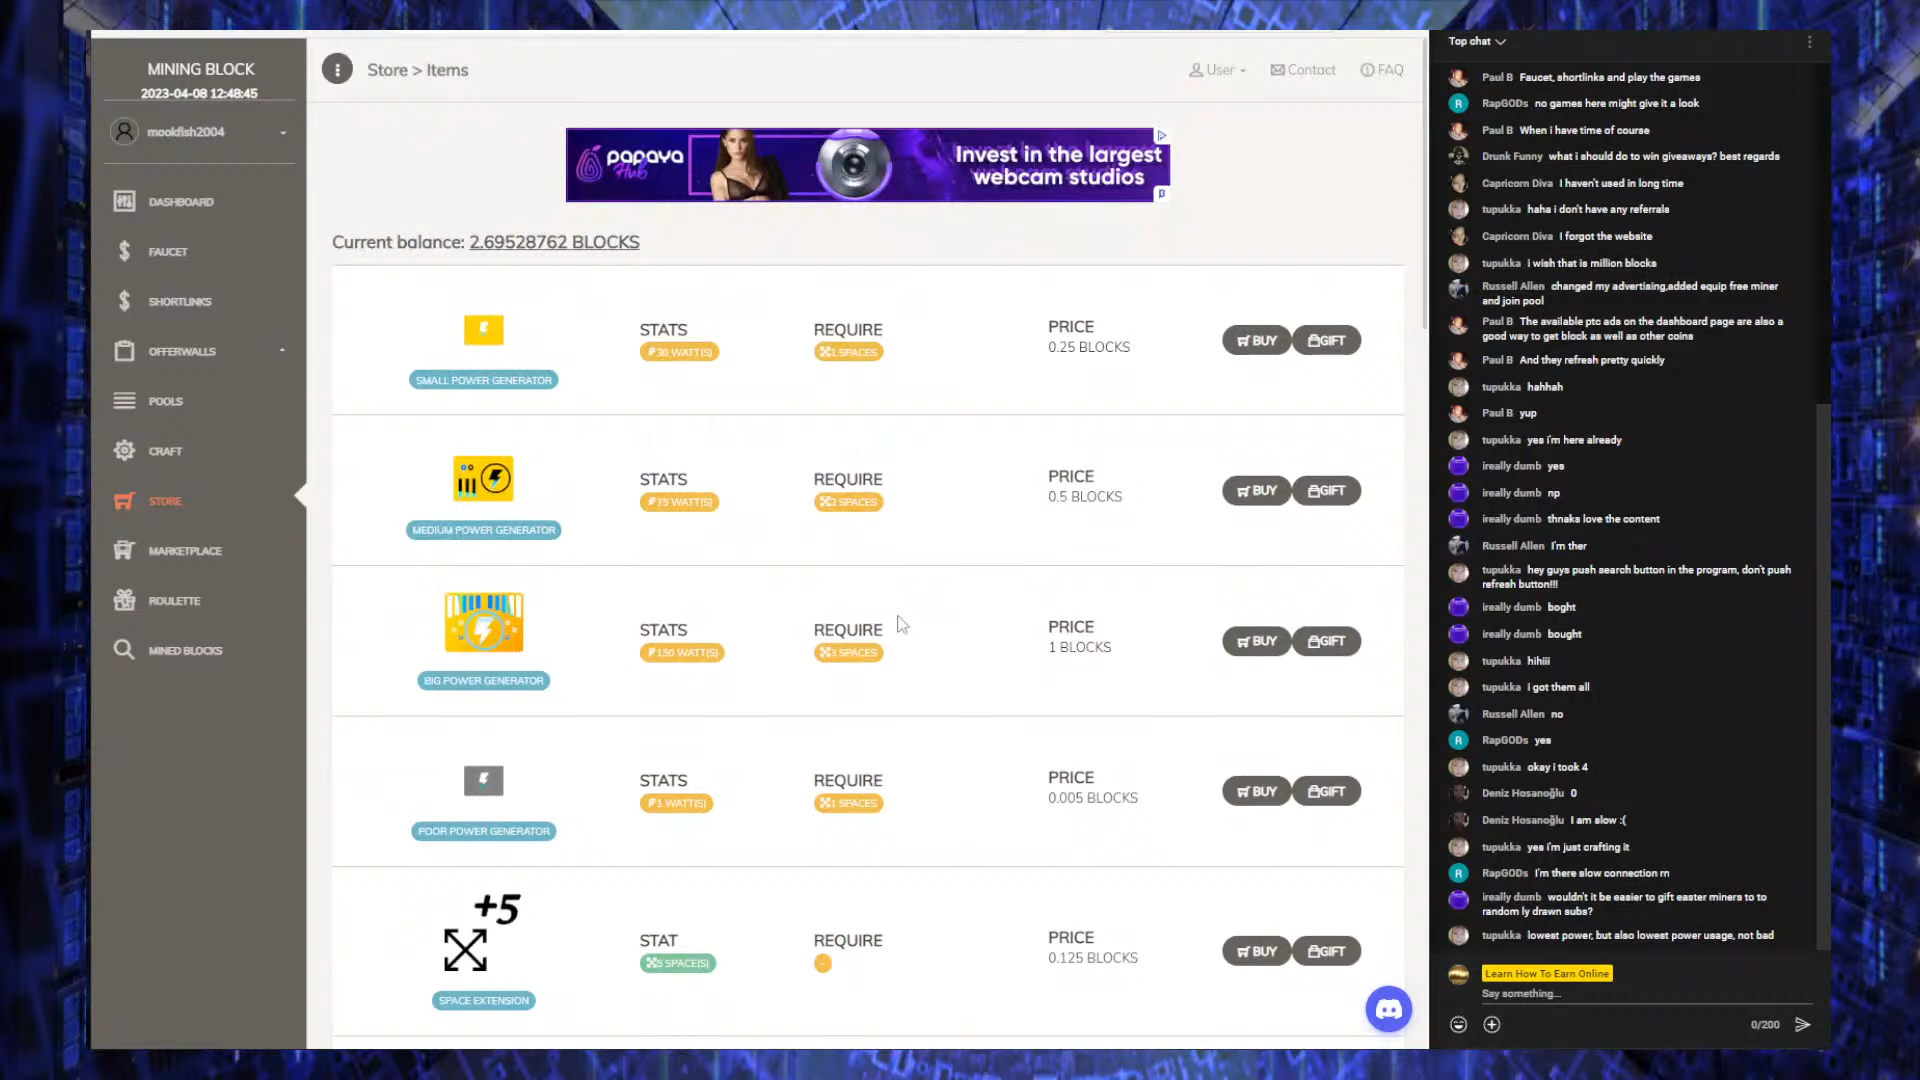 MINING BLOCK
2023-04-08 12:48:45
mookfish2004
DASHBOARD
FAUCET
SHORTLINKS
OFFERWALLS
POOLS
CRAFT
STORE
MARKETPLACE
ROULETTE
MINED BLOCKS
Store > Items
User
Contact
FAQ
papaya
Hub
Invest in the largest
webcam studios
Current balance: 2.69528762 BLOCKS
SMALL POWER GENERATOR
STATS
30 WATT(S)
REQUIRE
1 SPACES
PRICE
0.25 BLOCKS
BUY
GIFT
MEDIUM POWER GENERATOR
STATS
75 WATT(S)
REQUIRE
2 SPACES
PRICE
0.5 BLOCKS
BUY
GIFT
BIG POWER GENERATOR
STATS
150 WATT(S)
REQUIRE
3 SPACES
PRICE
1 BLOCKS
BUY
GIFT
POOR POWER GENERATOR
STATS
1 WATT(S)
REQUIRE
1 SPACES
PRICE
0.005 BLOCKS
BUY
GIFT
+5
SPACE EXTENSION
STAT
5 SPACE(S)
REQUIRE
-
PRICE
0.125 BLOCKS
BUY
GIFT
Top chat
Paul B Faucet, shortlinks and play the games
R RapGODs no games here might give it a look
Paul B When i have time of course
Drunk Funny what i should do to win giveaways? best regards
Capricorn Diva I haven't used in long time
tupukka haha i don't have any referrals
Capricorn Diva I forgot the website
tupukka i wish that is million blocks
Russell Allen changed my advertising,added equip free miner
and join pool
Paul B The available ptc ads on the dashboard page are also a
good way to get block as well as other coins
Paul B And they refresh pretty quickly
tupukka hahhah
Paul B yup
tupukka yes i'm here already
ireally dumb yes
ireally dumb np
ireally dumb thnaks love the content
Russell Allen I'm ther
tupukka hey guys push search button in the program, don't push
refresh button!!!
ireally dumb boght
ireally dumb bought
tupukka hihiii
tupukka i got them all
Russell Allen no
R RapGODs yes
tupukka okay i took 4
Deniz Hosanoğlu 0
Deniz Hosanoğlu I am slow :(
tupukka yes i'm just crafting it
R RapGODs I'm there slow connection rn
ireally dumb wouldn't it be easier to gift easter miners to to
random ly drawn subs?
tupukka lowest power, but also lowest power usage, not bad
Learn How To Earn Online
Say something...
0/200